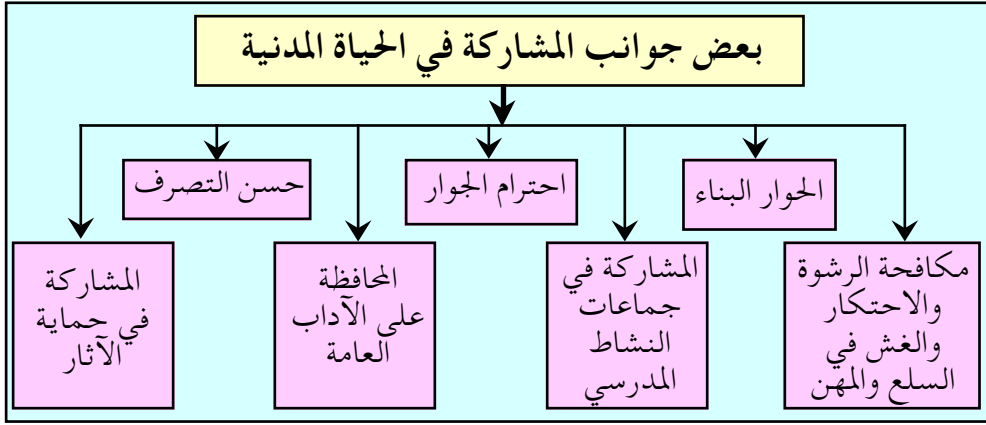 بعض جوانب المشاركة في الحياة المدنية
الحوار البناء
احترام الجوار
حسن التصرف
مكافحة الرشوة
والاحتكار
والغش في
السلع والمهن
المشاركة في
جماعات
النشاط
المدرسي
المحافظة
على الآداب
العامة
المشاركة
في حماية
الآثار